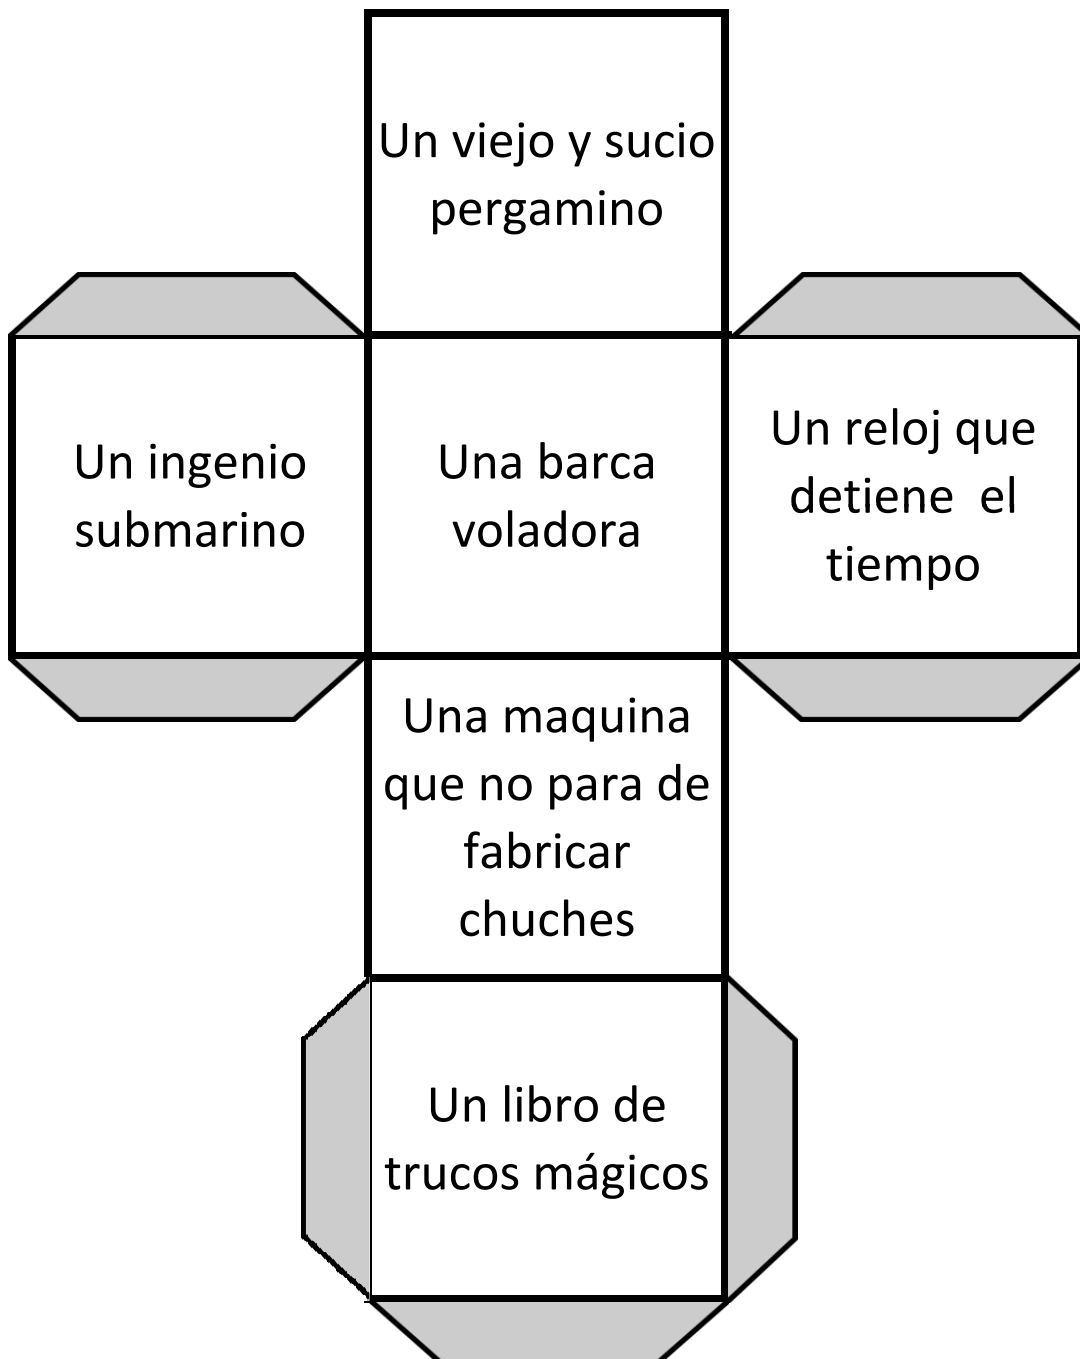 Un viejo y sucio
pergamino
Un ingenio
submarino
Una barca
voladora
Un reloj que
detiene  el
tiempo
Una maquina
que no para de
fabricar
chuches
Un libro de
trucos mágicos